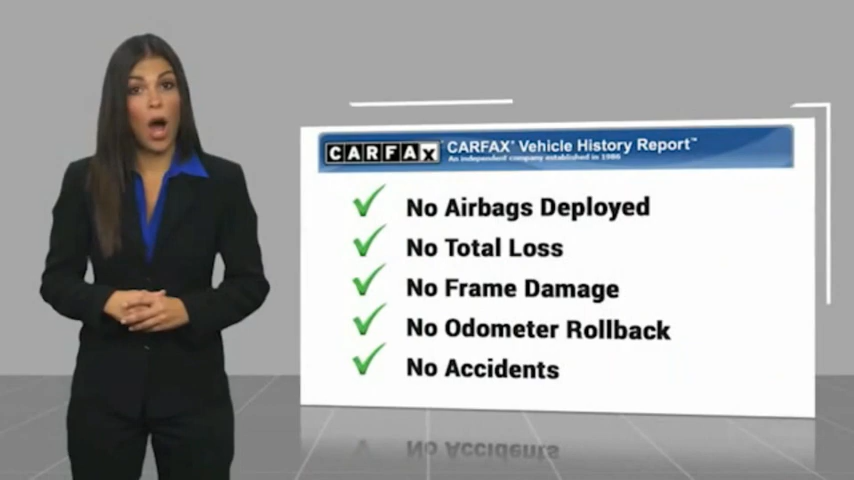 CARFAX CARFAX® Vehicle History Report™
An independent company established in 1986
No Airbags Deployed
No Total Loss
No Frame Damage
No Odometer Rollback
No Accidents
No Accidents